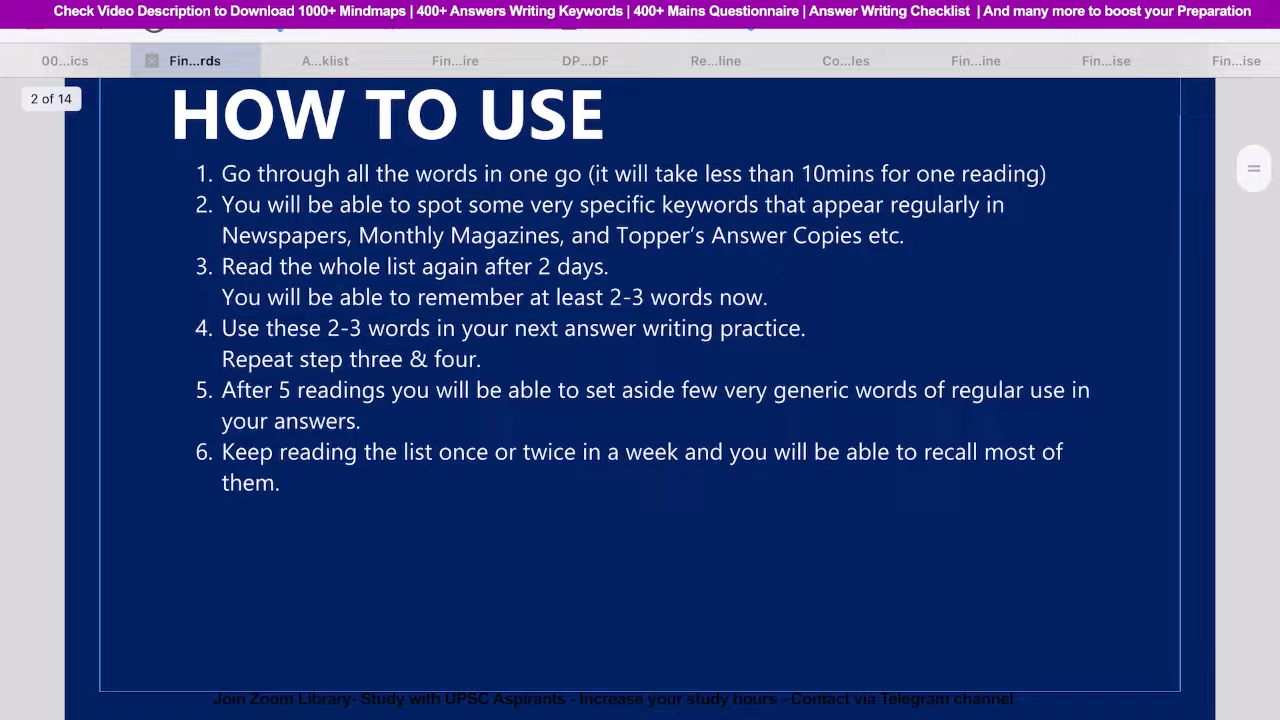 Check Video Description to Download 1000+ Mindmaps | 400+ Answers Writing Keywords | 400+ Mains Questionnaire | Answer Writing Checklist | And many more to boost your Preparation
00...ics Fin...rds A...klist Fin...ire DP...DF Re...line Co...les Fin...ine Fin...ise Fin...ise
2 of 14
HOW TO USE
1. Go through all the words in one go (it will take less than 10mins for one reading)
2. You will be able to spot some very specific keywords that appear regularly in
Newspapers, Monthly Magazines, and Topper’s Answer Copies etc.
3. Read the whole list again after 2 days.
You will be able to remember at least 2-3 words now.
4. Use these 2-3 words in your next answer writing practice.
Repeat step three & four.
5. After 5 readings you will be able to set aside few very generic words of regular use in
your answers.
6. Keep reading the list once or twice in a week and you will be able to recall most of
them.
Join Zoom Library- Study with UPSC Aspirants - Increase your study hours - Contact via Telegram channel